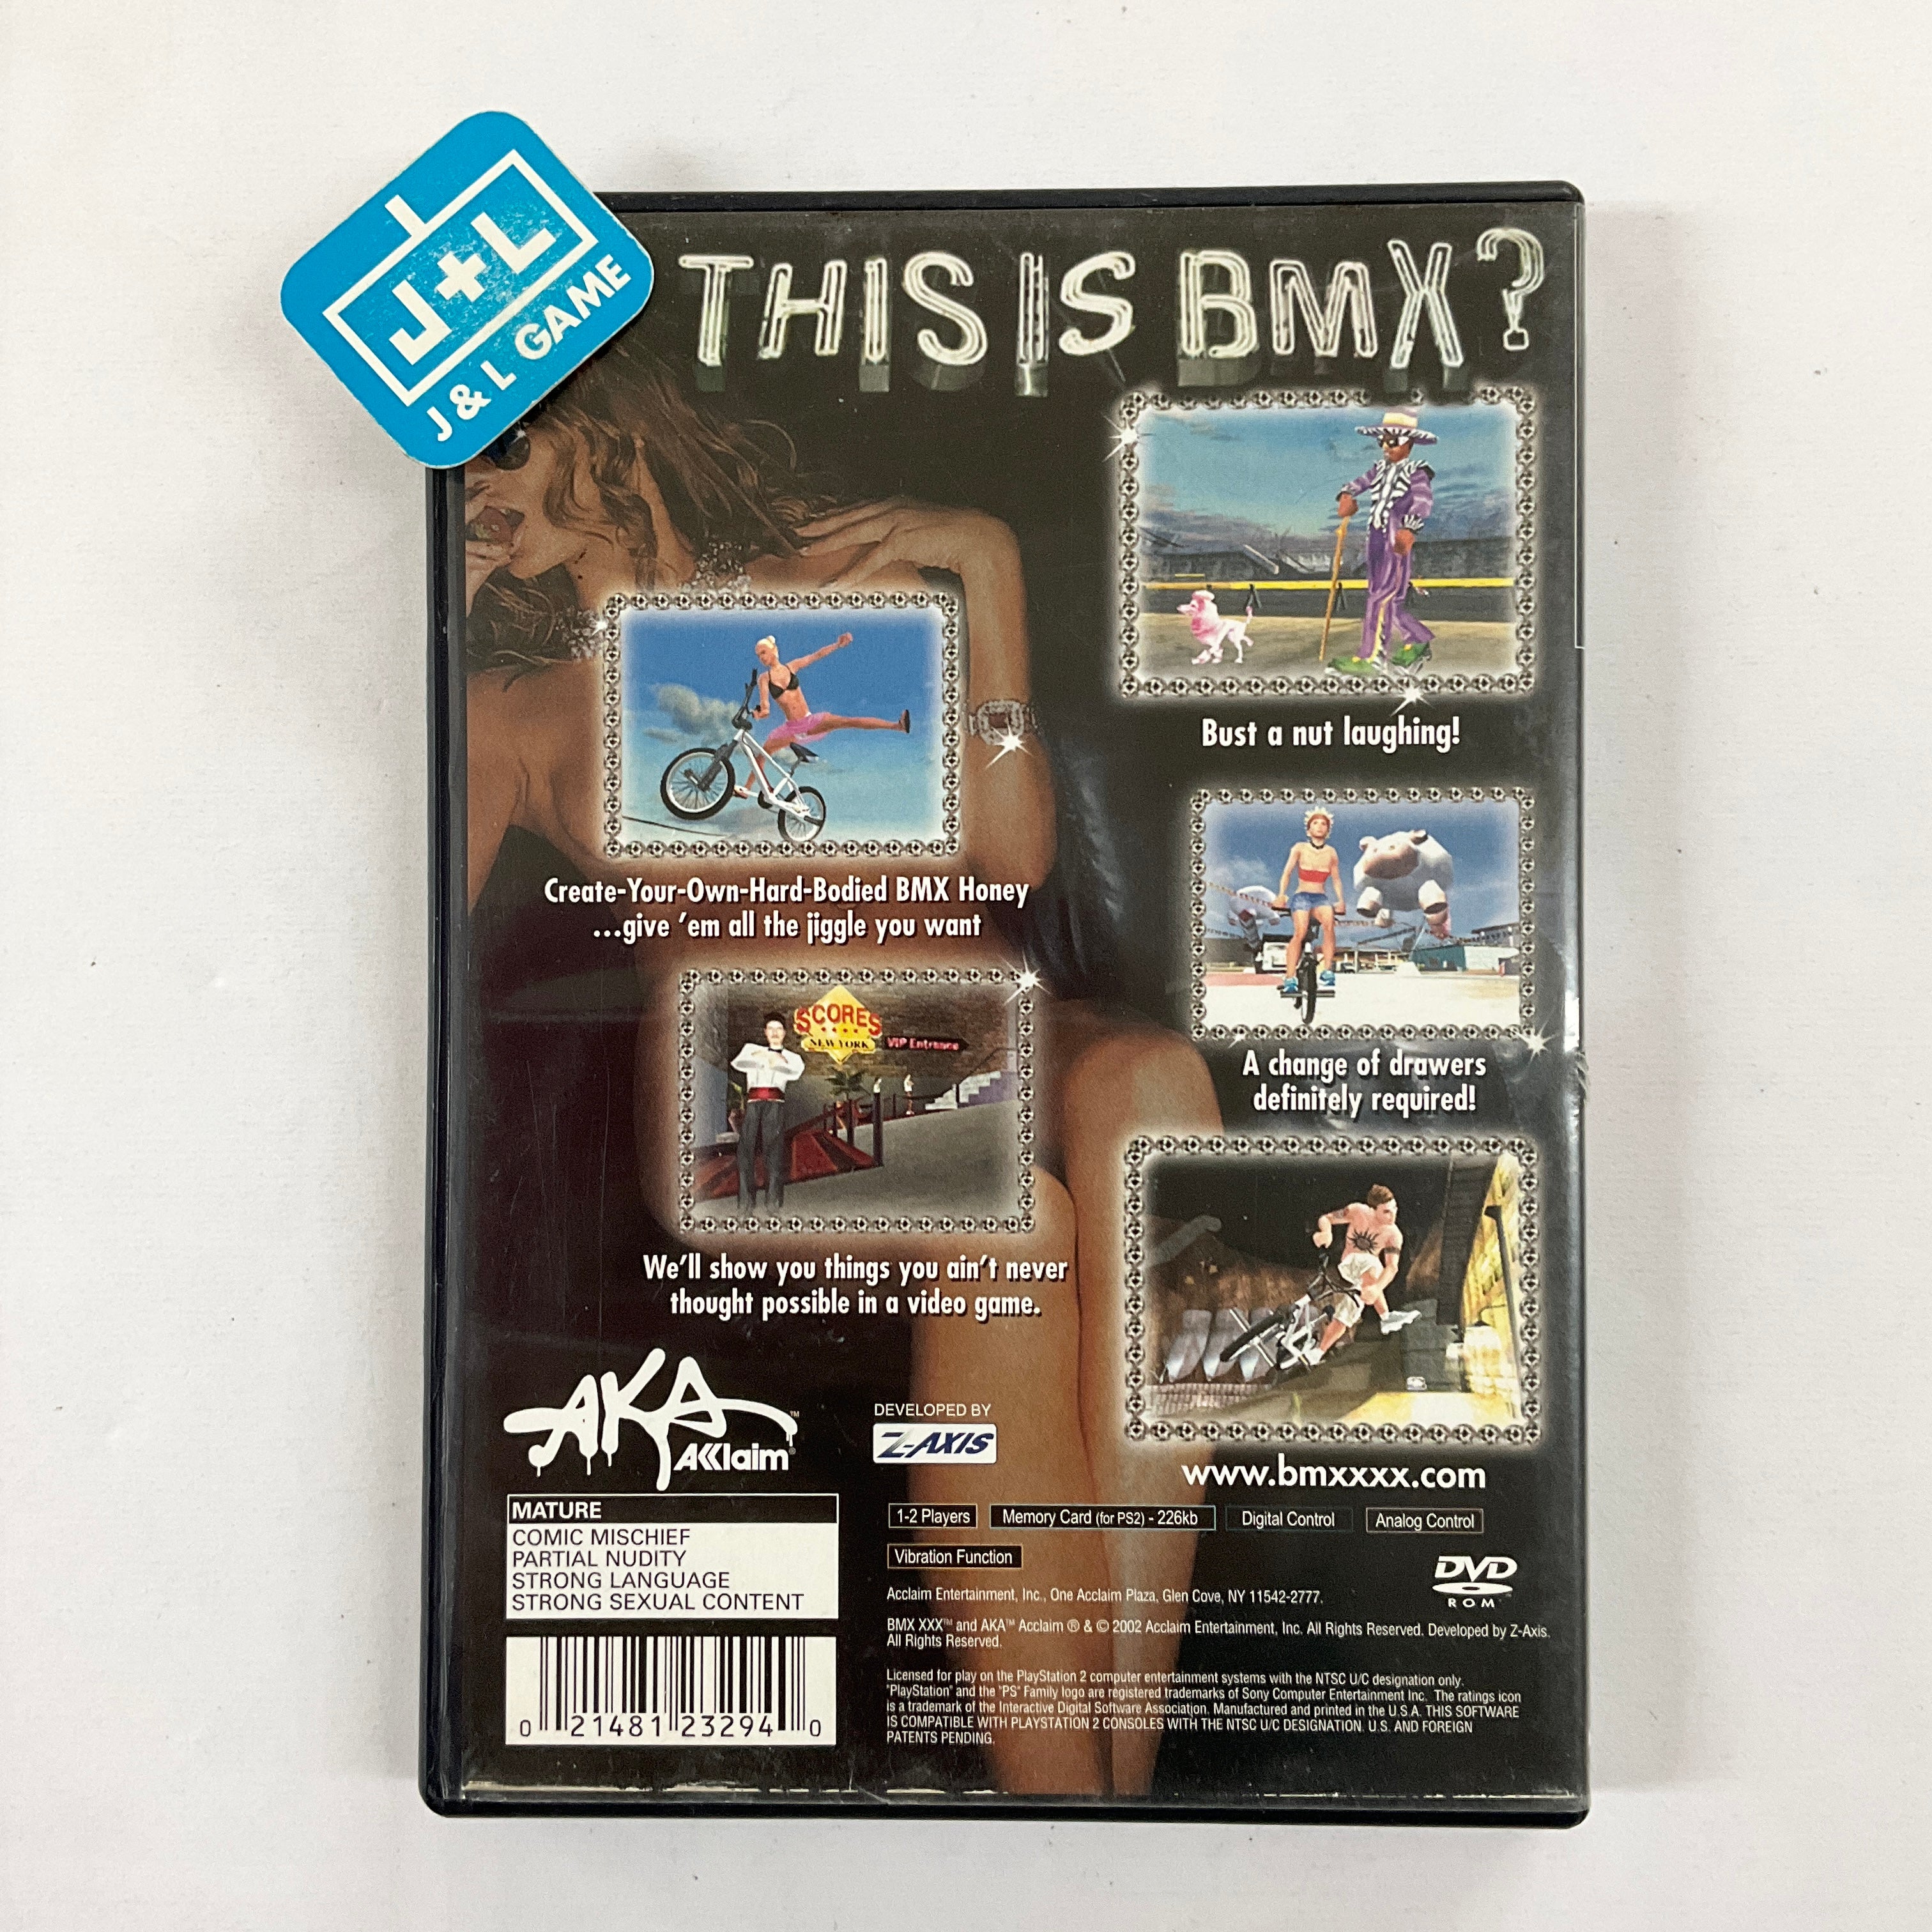 J+L
J & L GAME
THIS IS BMX?
Bust a nut laughing!
Create-Your-Own-Hard-Bodied BMX Honey
...give 'em all the jiggle you want
SCORES
NEW YORK
VIP Entrance
A change of drawers
definitely required!
We'll show you things you ain't never
thought possible in a video game.
AKA™
AKklaim®
DEVELOPED BY
Z-AXIS
www.bmxxxx.com
MATURE
COMIC MISCHIEF
PARTIAL NUDITY
STRONG LANGUAGE
STRONG SEXUAL CONTENT
1-2 Players
Memory Card (for PS2) - 226kb
Digital Control
Analog Control
Vibration Function
DVD
ROM
Acclaim Entertainment, Inc., One Acclaim Plaza, Glen Cove, NY 11542-2777.
BMX XXX™ and AKA™ Acclaim ® & © 2002 Acclaim Entertainment, Inc. All Rights Reserved. Developed by Z-Axis.
All Rights Reserved.
Licensed for play on the PlayStation 2 computer entertainment systems with the NTSC U/C designation only.
"PlayStation" and the "PS" Family logo are registered trademarks of Sony Computer Entertainment Inc. The ratings icon
is a trademark of the Interactive Digital Software Association. Manufactured and printed in the U.S.A. THIS SOFTWARE
IS COMPATIBLE WITH PLAYSTATION 2 CONSOLES WITH THE NTSC U/C DESIGNATION. U.S. AND FOREIGN
PATENTS PENDING.
0 21481 23294 0